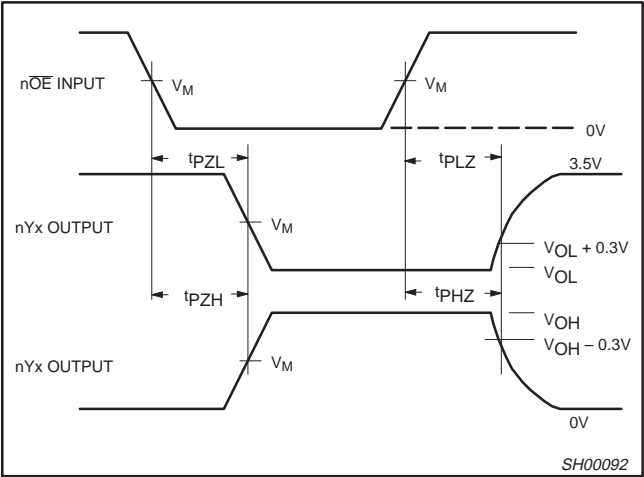 nOE INPUT
VM
VM
0V
tPZL
tPLZ
3.5V
nYx OUTPUT
VM
VOL + 0.3V
VOL
tPZH
tPHZ
VOH
VOH – 0.3V
nYx OUTPUT
VM
0V
SH00092